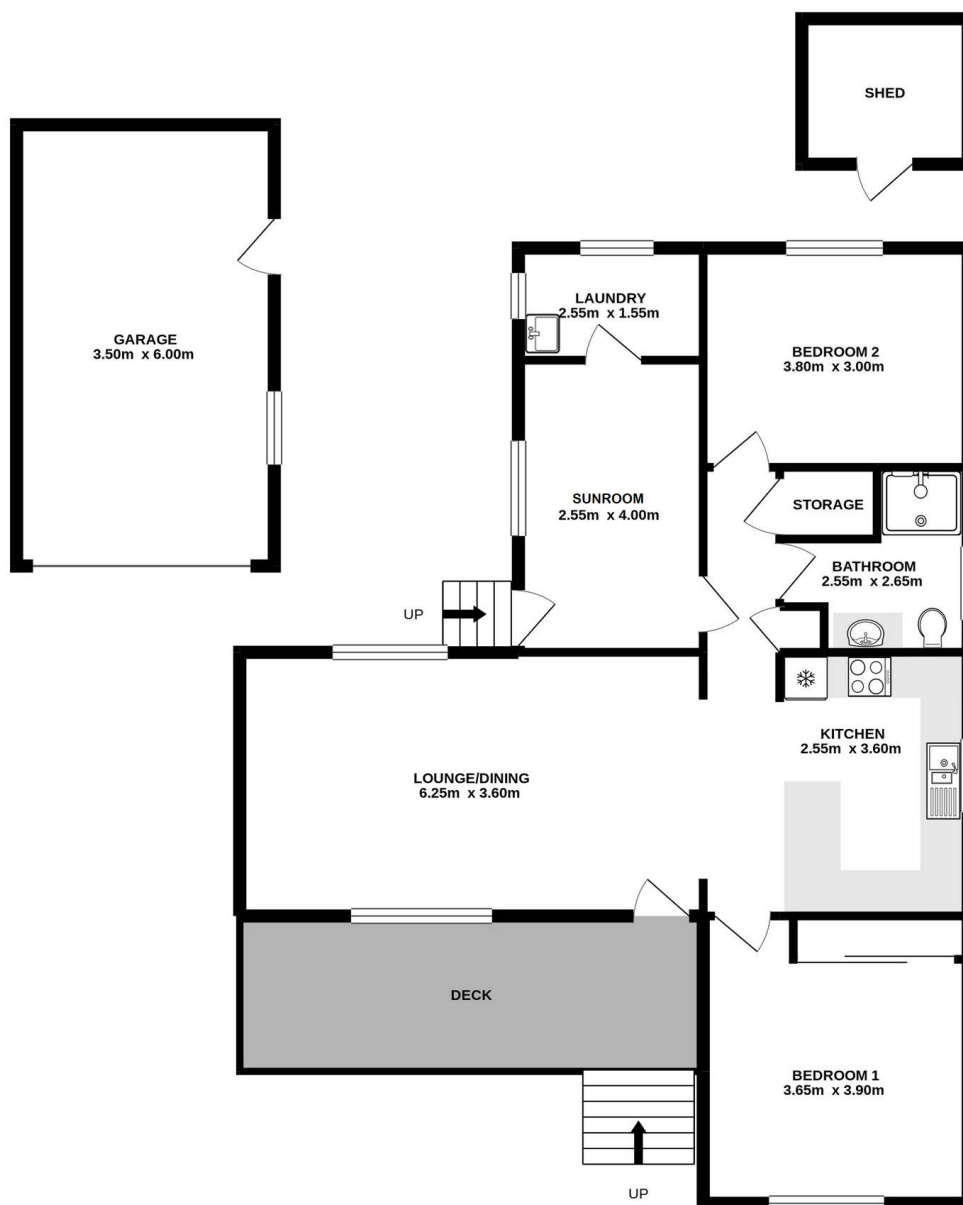 SHED
GARAGE
3.50m x 6.00m
LAUNDRY
2.55m x 1.55m
BEDROOM 2
3.80m x 3.00m
SUNROOM
2.55m x 4.00m
STORAGE
BATHROOM
2.55m x 2.65m
UP
KITCHEN
2.55m x 3.60m
LOUNGE/DINING
6.25m x 3.60m
DECK
BEDROOM 1
3.65m x 3.90m
UP